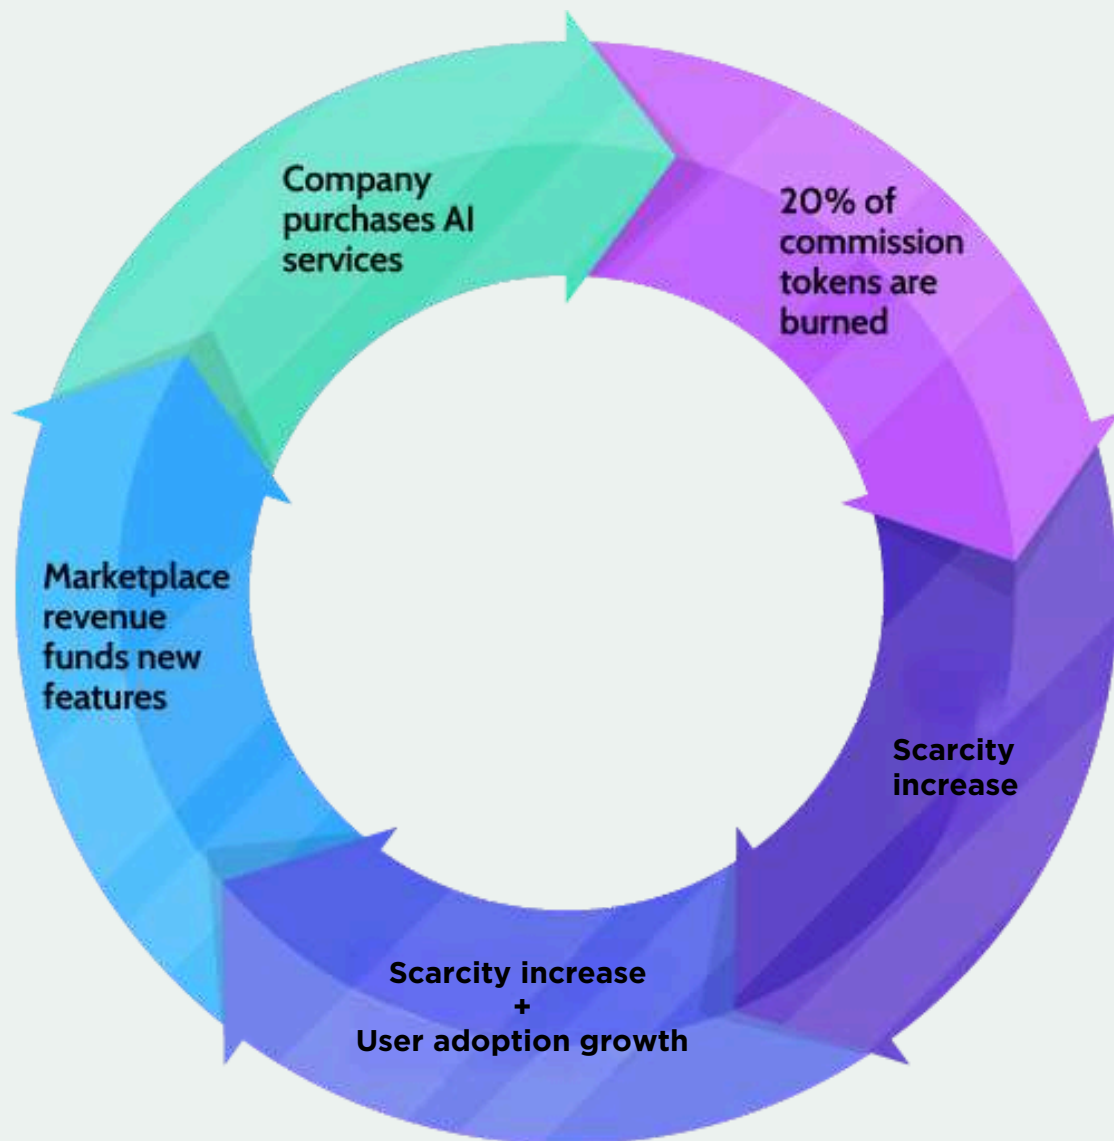 Company
purchases AI
services
20% of
commission
tokens are
burned
Scarcity
increase
Scarcity increase
+
User adoption growth
Marketplace
revenue
funds new
features